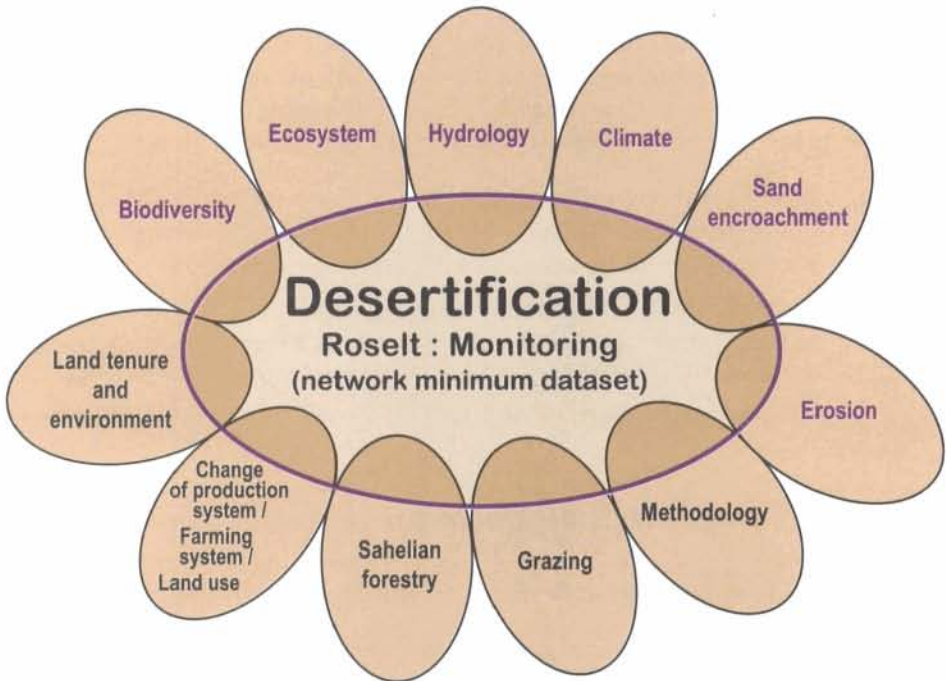 Ecosystem
Hydrology
Climate
Biodiversity
Sand
encroachment
Desertification
Roselt : Monitoring
(network minimum dataset)
Land tenure
and
environment
Erosion
Change
of production
system /
Farming
system /
Land use
Sahelian
forestry
Grazing
Methodology